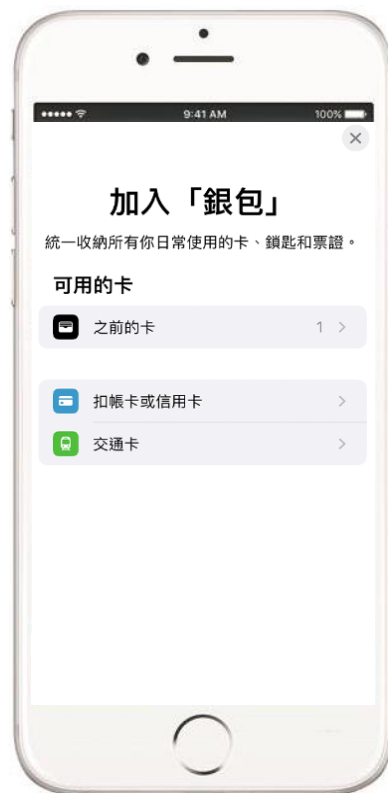 9:41 AM
100%
加入「銀包」
統一收納所有你日常使用的卡、鎖匙和票證。
可用的卡
之前的卡 1
扣帳卡或信用卡
交通卡